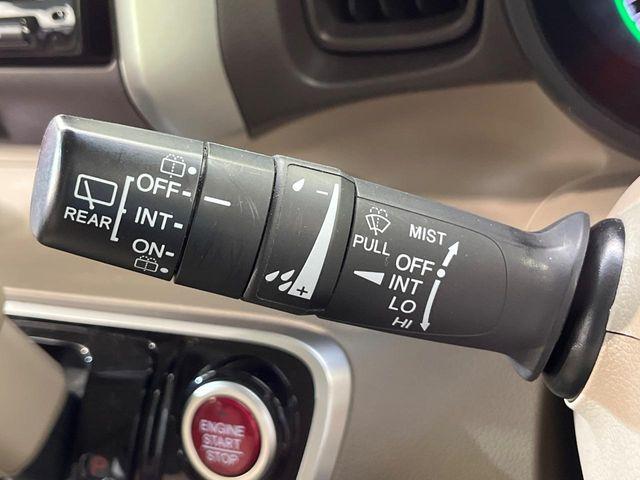 REAR
OFF
INT
ON
−
+
PULL
MIST
OFF
INT
LO
HI
ENGINE
START
STOP
P